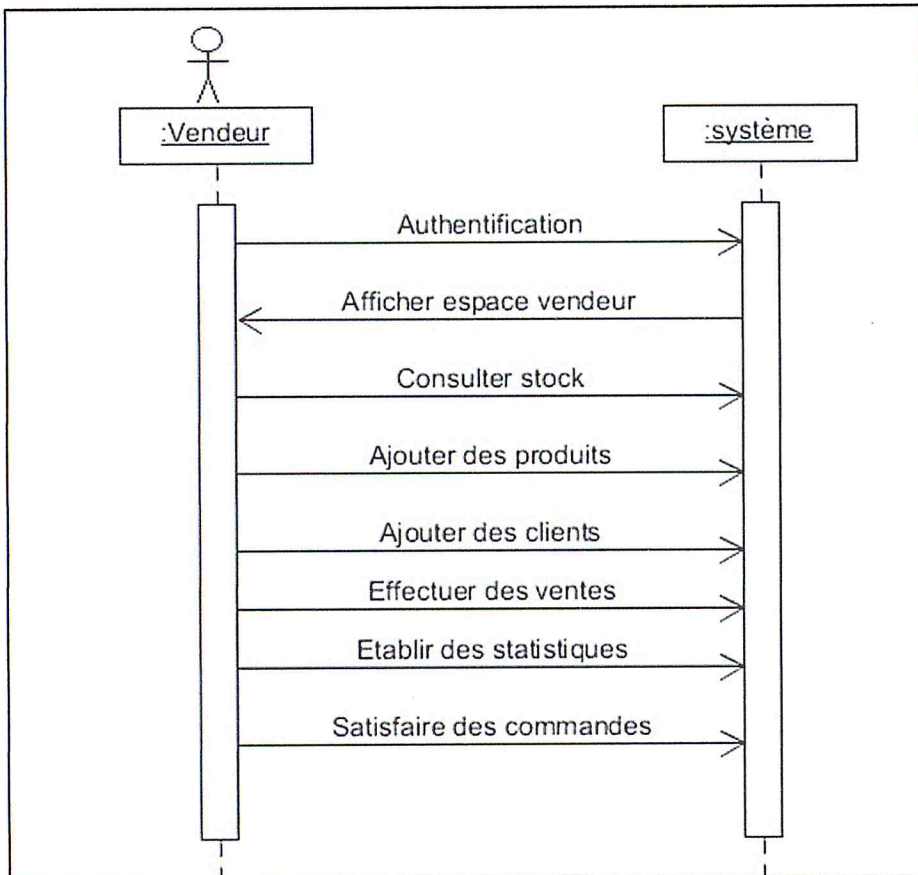 :Vendeur
:système
Authentification
Afficher espace vendeur
Consulter stock
Ajouter des produits
Ajouter des clients
Effectuer des ventes
Etablir des statistiques
Satisfaire des commandes